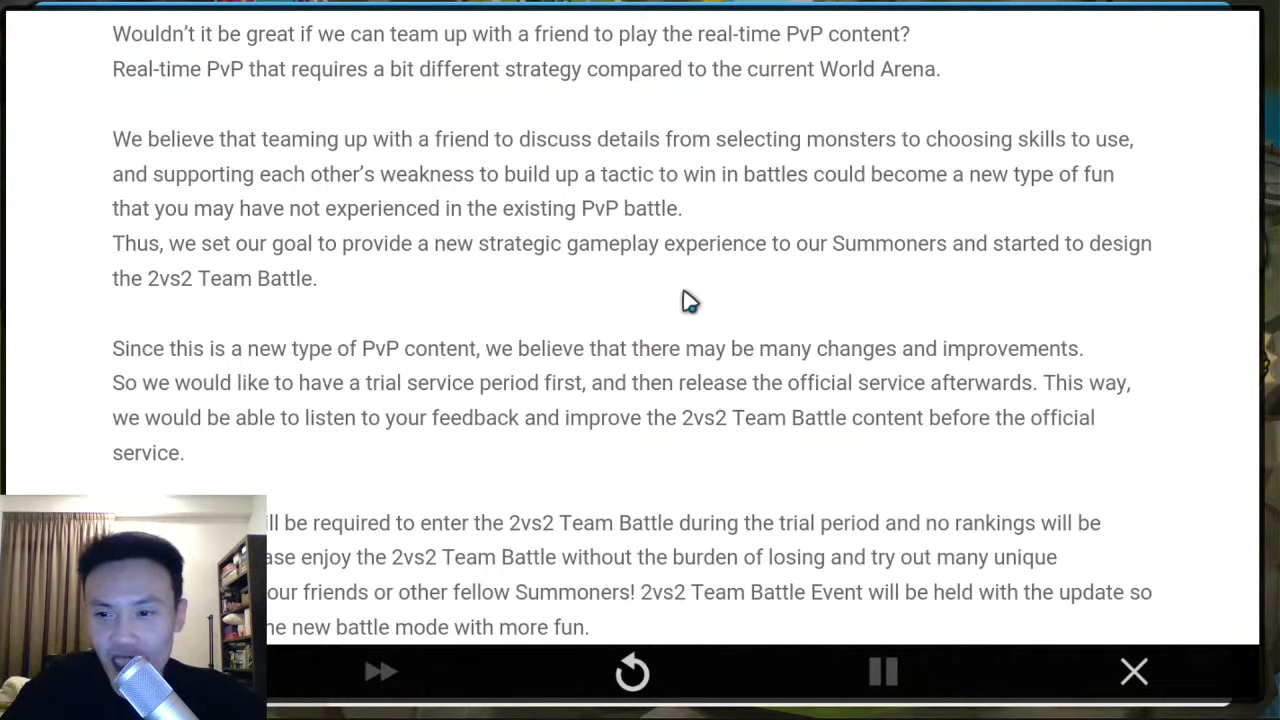 Wouldn’t it be great if we can team up with a friend to play the real-time PvP content?
Real-time PvP that requires a bit different strategy compared to the current World Arena.
We believe that teaming up with a friend to discuss details from selecting monsters to choosing skills to use,
and supporting each other’s weakness to build up a tactic to win in battles could become a new type of fun
that you may have not experienced in the existing PvP battle.
Thus, we set our goal to provide a new strategic gameplay experience to our Summoners and started to design
the 2vs2 Team Battle.
Since this is a new type of PvP content, we believe that there may be many changes and improvements.
So we would like to have a trial service period first, and then release the official service afterwards. This way,
we would be able to listen to your feedback and improve the 2vs2 Team Battle content before the official
service.
be required to enter the 2vs2 Team Battle during the trial period and no rankings will be
enjoy the 2vs2 Team Battle without the burden of losing and try out many unique
our friends or other fellow Summoners! 2vs2 Team Battle Event will be held with the update so
new battle mode with more fun.